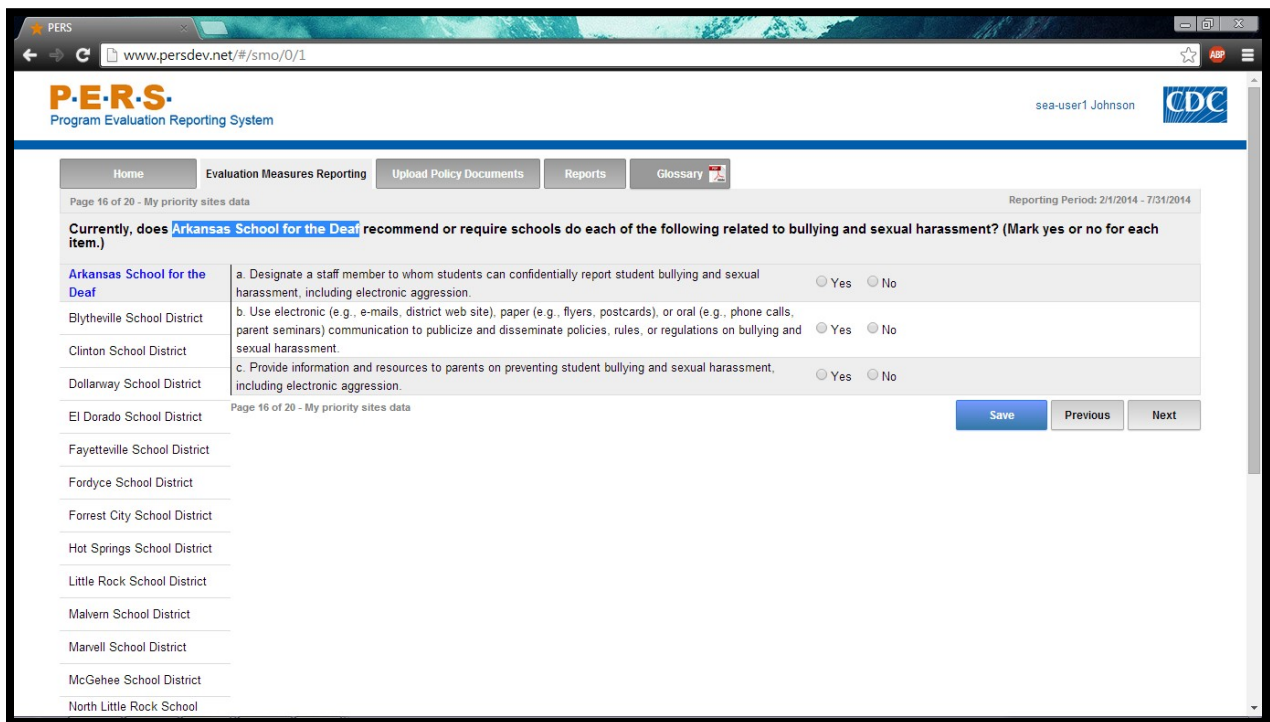 PERS
www.persdev.net/#/smo/0/1
ABP
P·E·R·S·
Program Evaluation Reporting System
sea-user1 Johnson
CDC
Home
Evaluation Measures Reporting
Upload Policy Documents
Reports
Glossary
Page 16 of 20 - My priority sites data
Reporting Period: 2/1/2014 - 7/31/2014
Currently, does Arkansas School for the Deaf recommend or require schools do each of the following related to bullying and sexual harassment? (Mark yes or no for each
item.)
Arkansas School for the
Deaf
a. Designate a staff member to whom students can confidentially report student bullying and sexual
harassment, including electronic aggression.
Yes No
Blytheville School District
b. Use electronic (e.g., e-mails, district web site), paper (e.g., flyers, postcards), or oral (e.g., phone calls,
parent seminars) communication to publicize and disseminate policies, rules, or regulations on bullying and
sexual harassment.
Yes No
Clinton School District
c. Provide information and resources to parents on preventing student bullying and sexual harassment,
including electronic aggression.
Yes No
Dollarway School District
El Dorado School District
Page 16 of 20 - My priority sites data
Save
Previous
Next
Fayetteville School District
Fordyce School District
Forrest City School District
Hot Springs School District
Little Rock School District
Malvern School District
Marvell School District
McGehee School District
North Little Rock School